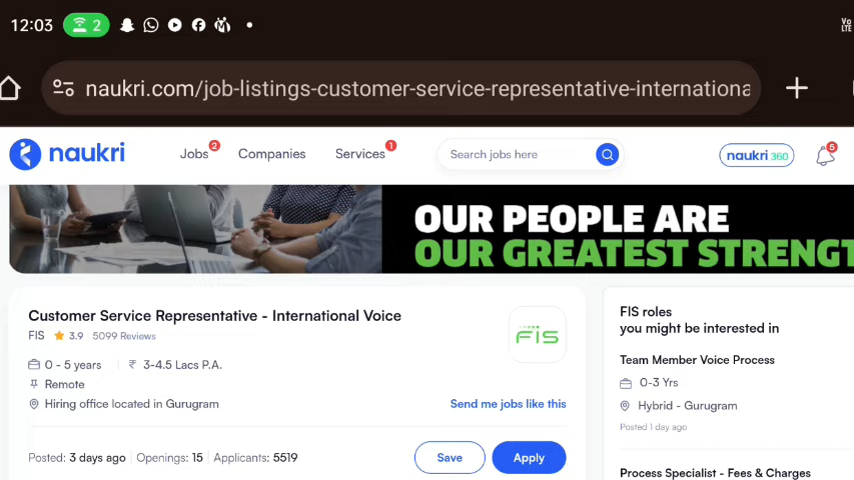 12:03 2
Vo
LTE
naukri.com/job-listings-customer-service-representative-internationa
naukri Jobs 2 Companies Services 1 Search jobs here naukri 360 5
OUR PEOPLE ARE
OUR GREATEST STRENGT
Customer Service Representative - International Voice
FIS 3.9 5099 Reviews
FIS
0 - 5 years | ₹ 3-4.5 Lacs P.A.
Remote
Hiring office located in Gurugram
Send me jobs like this
Posted: 3 days ago | Openings: 15 | Applicants: 5519
Save Apply
FIS roles
you might be interested in
Team Member Voice Process
0-3 Yrs
Hybrid - Gurugram
Posted 1 day ago
Process Specialist - Fees & Charges